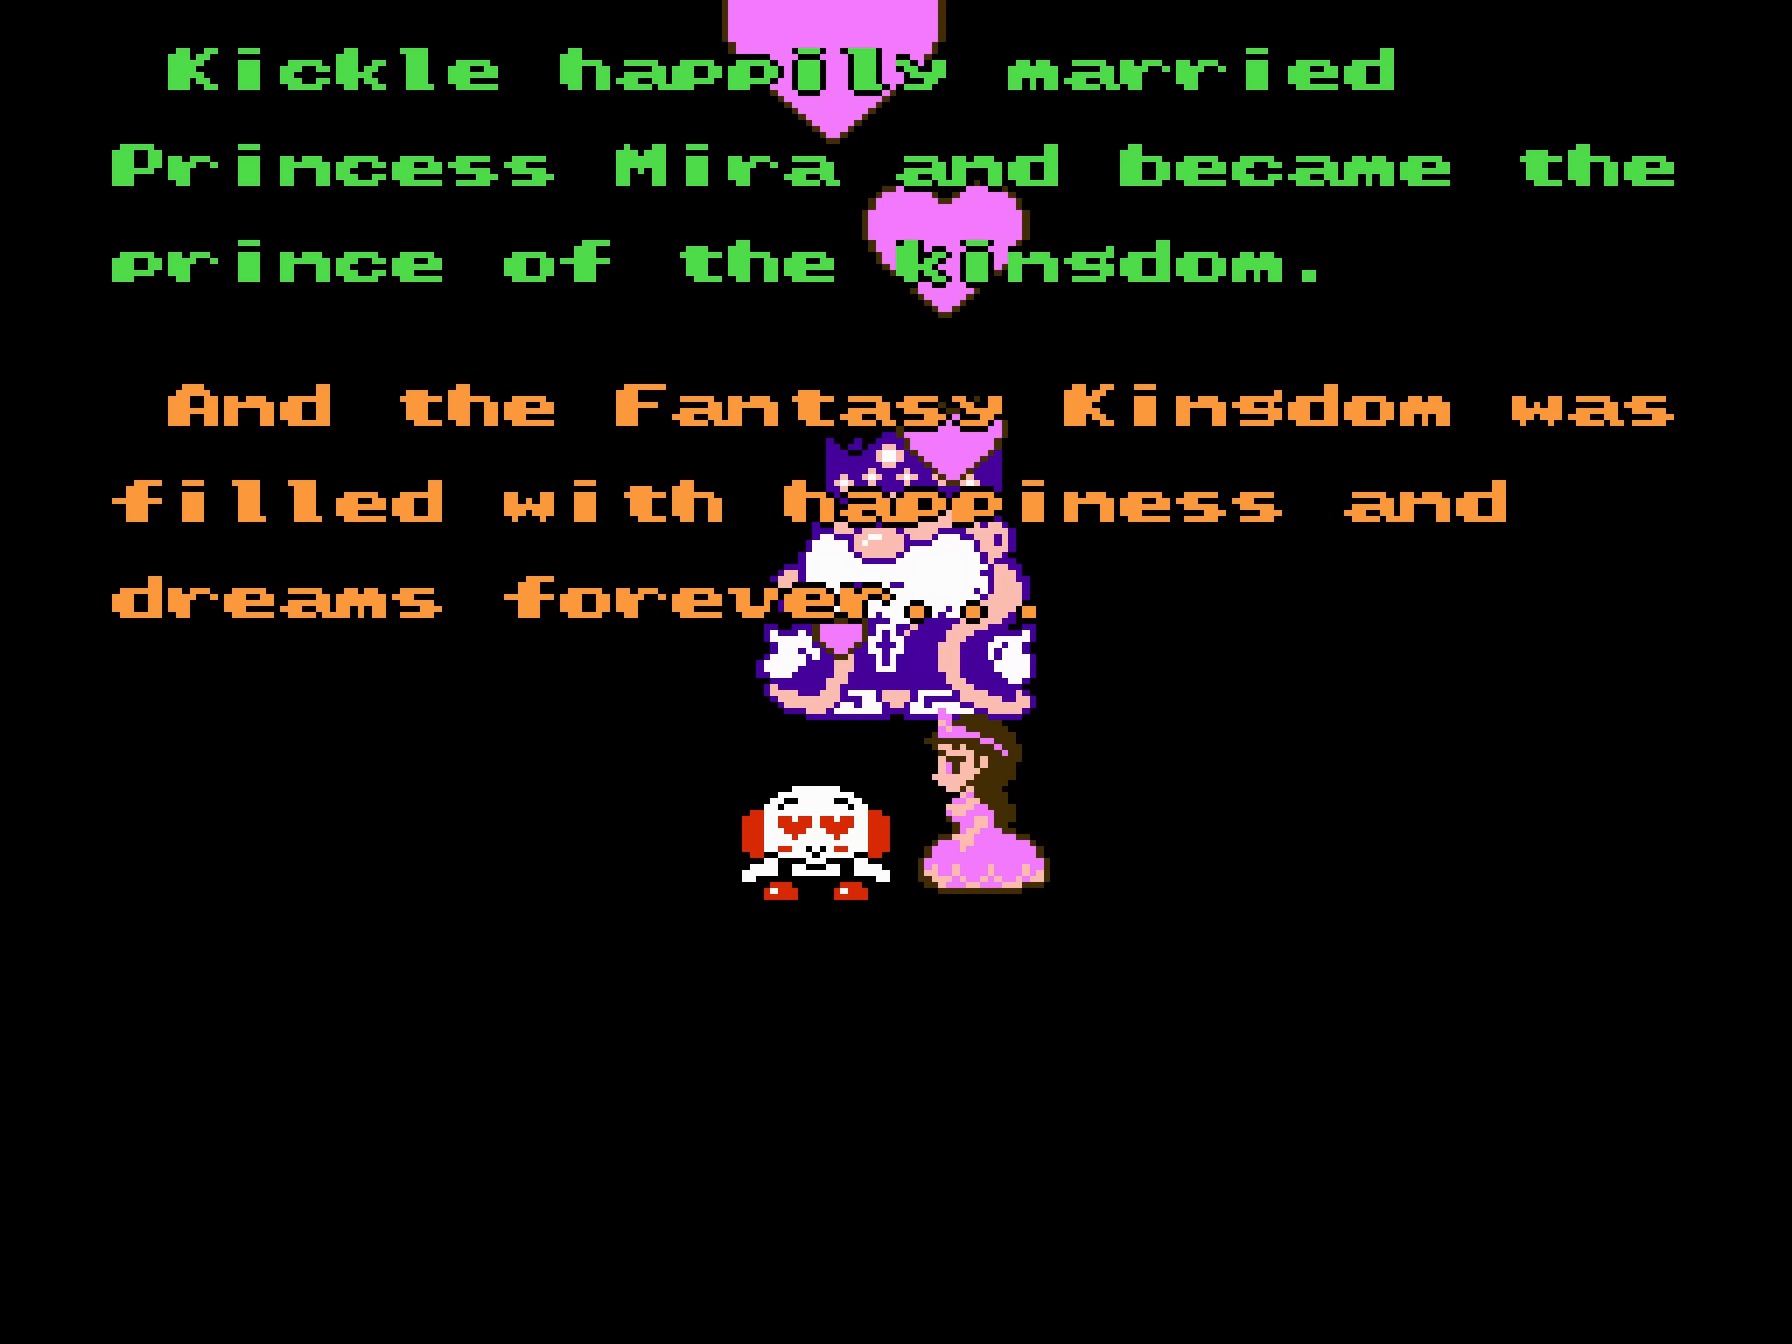 Kickle happily married
Princess Mira and became the
prince of the kingdom.
And the Fantasy Kingdom was
filled with happiness and
dreams forever...